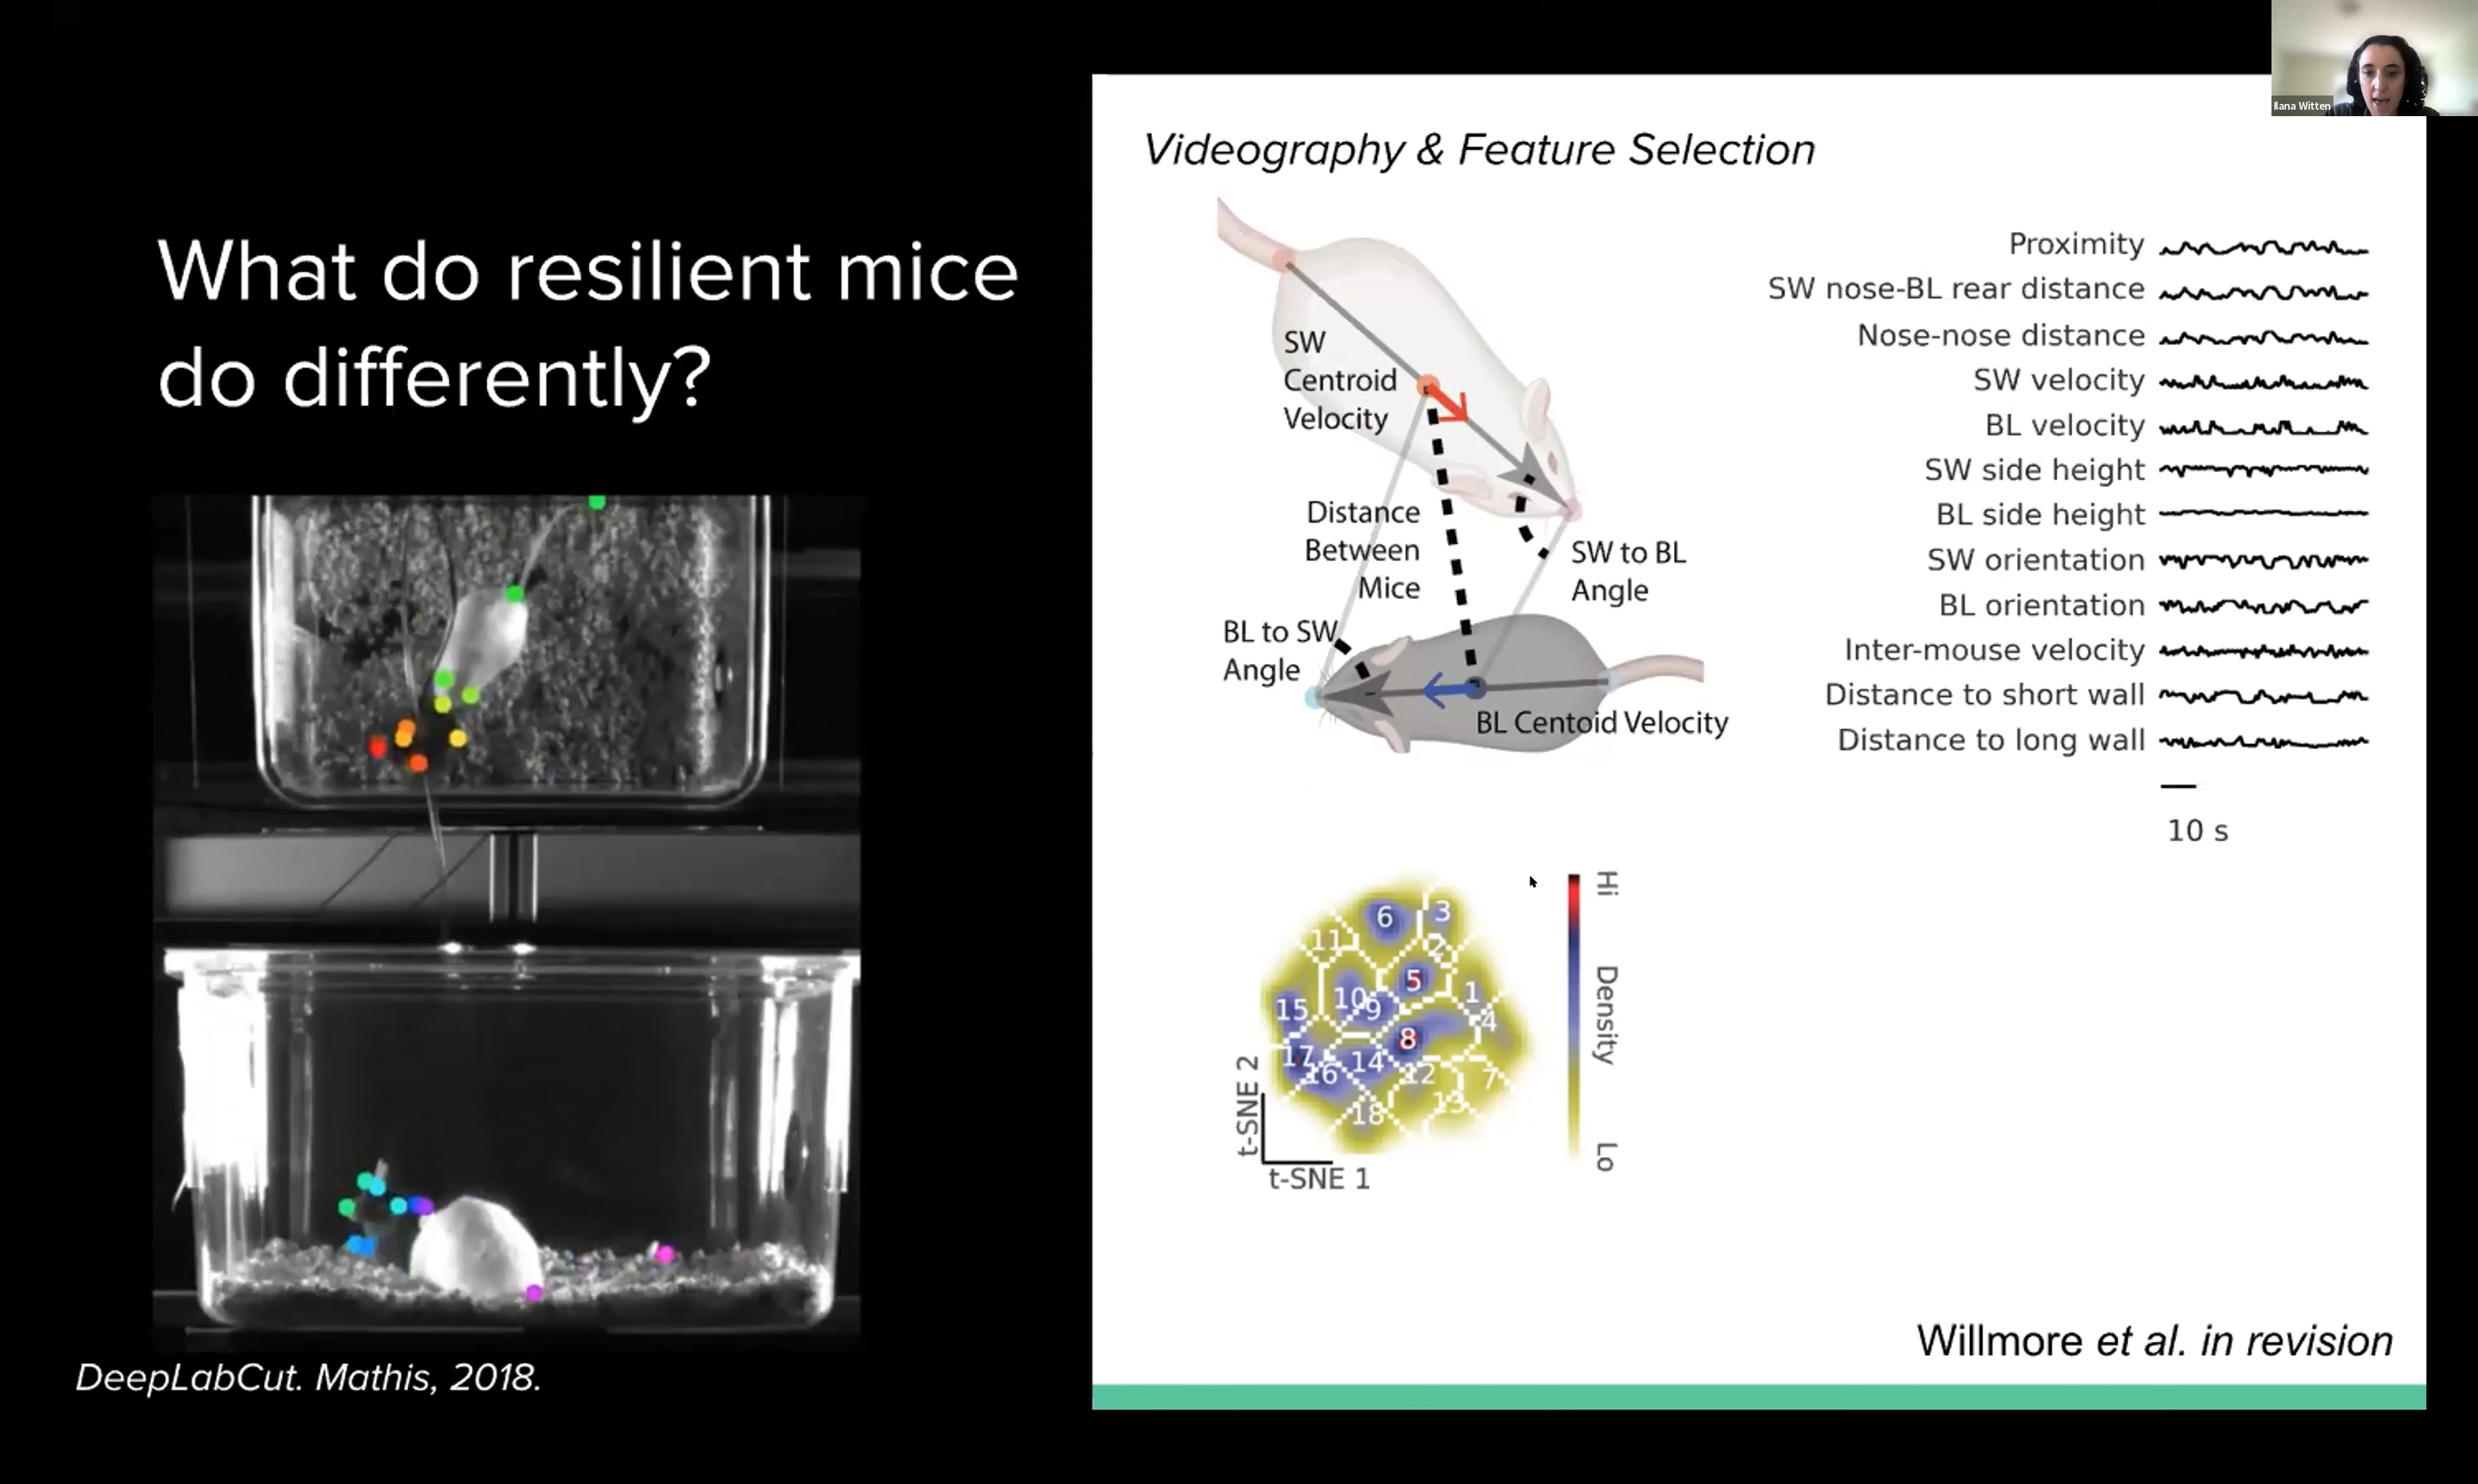 What do resilient mice
do differently?
DeepLabCut. Mathis, 2018.
Ilana Witten
Videography & Feature Selection
SW
Centroid
Velocity
Distance
Between
Mice
SW to BL
Angle
BL to SW
Angle
BL Centoid Velocity
Proximity
SW nose-BL rear distance
Nose-nose distance
SW velocity
BL velocity
SW side height
BL side height
SW orientation
BL orientation
Inter-mouse velocity
Distance to short wall
Distance to long wall
10 s
6
3
11
2
5
10
9
1
15
4
8
17
16
14
12
7
13
18
t-SNE 2
t-SNE 1
Hi
Density
Lo
Willmore et al. in revision